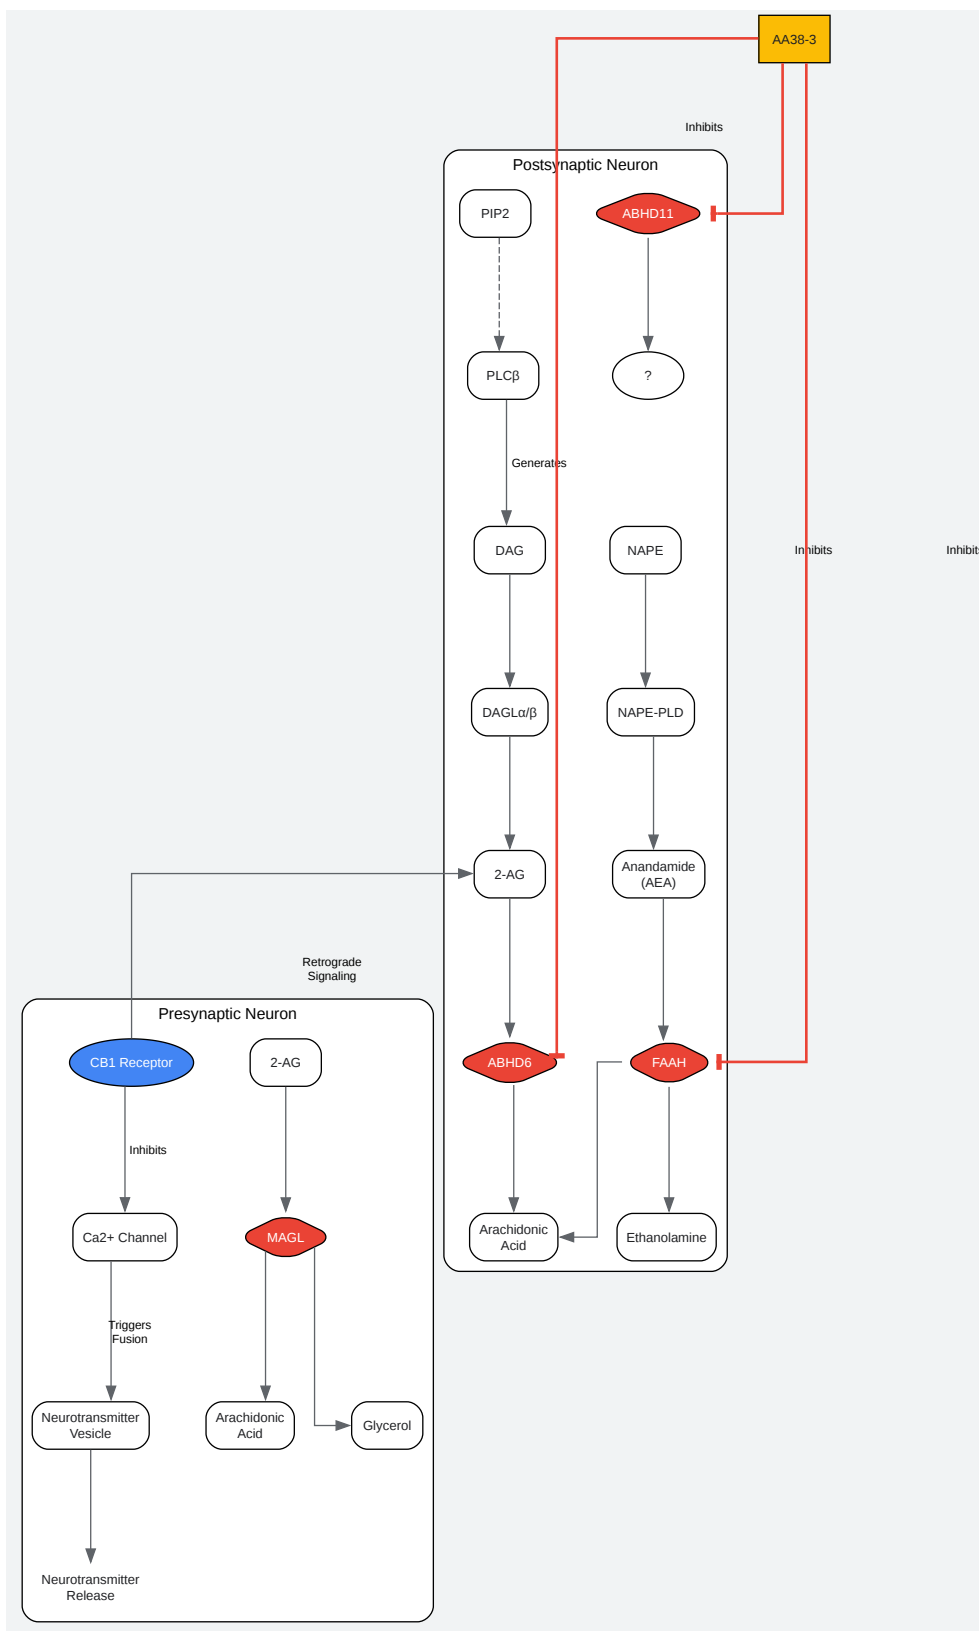 AA38-3
Inhibits
Postsynaptic Neuron
PIP2
ABHD11
PLCβ
?
Generates
DAG
NAPE
Inhibits
Inhibits
DAGLα/β
NAPE-PLD
2-AG
Anandamide
(AEA)
Retrograde
Signaling
Presynaptic Neuron
CB1 Receptor
2-AG
ABHD6
FAAH
Inhibits
Ca2+ Channel
MAGL
Arachidonic
Acid
Ethanolamine
Triggers
Fusion
Neurotransmitter
Vesicle
Arachidonic
Acid
Glycerol
Neurotransmitter
Release